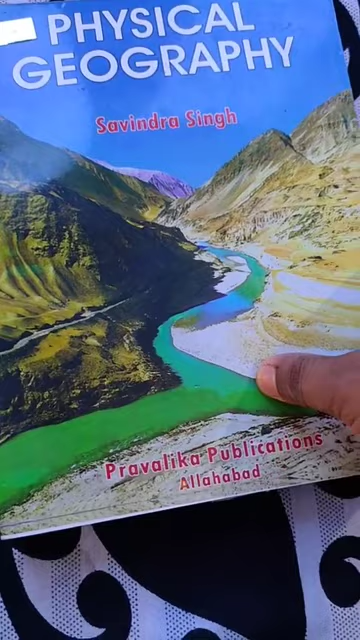 PHYSICAL
GEOGRAPHY
Savindra Singh
Pravalika Publications
Allahabad